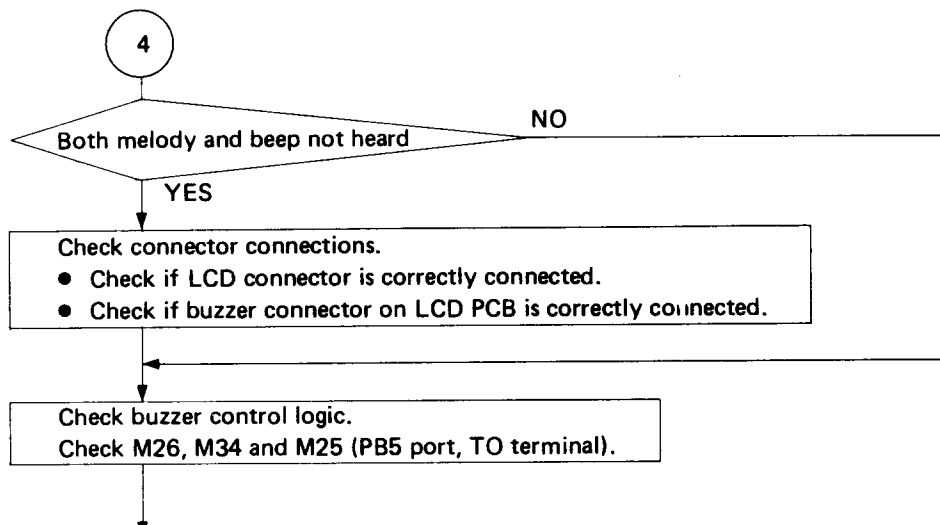 4
Both melody and beep not heard
NO
YES
Check connector connections.
● Check if LCD connector is correctly connected.
● Check if buzzer connector on LCD PCB is correctly connected.
Check buzzer control logic.
Check M26, M34 and M25 (PB5 port, TO terminal).